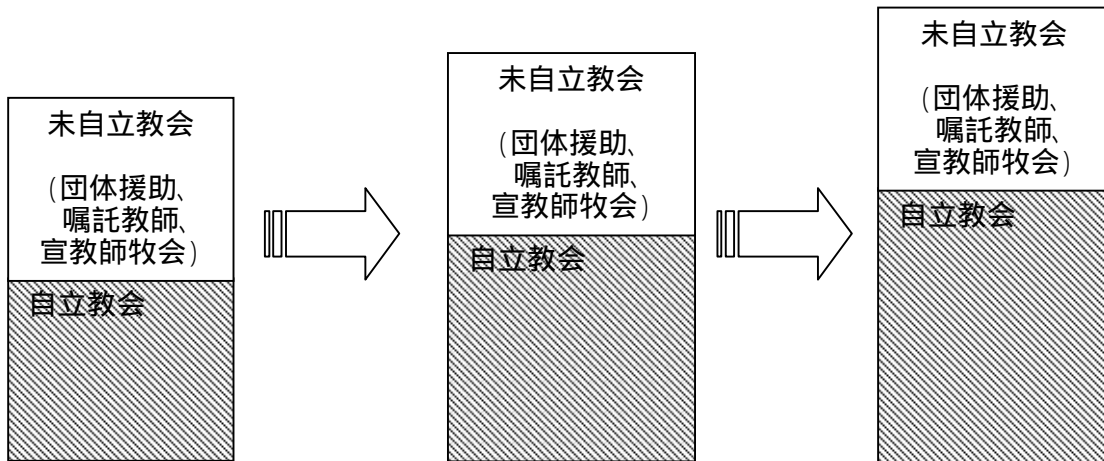 未自立教会
(団体援助、
嘱託教師、
宣教師牧会)
自立教会
未自立教会
(団体援助、
嘱託教師、
宣教師牧会)
自立教会
未自立教会
(団体援助、
嘱託教師、
宣教師牧会)
自立教会